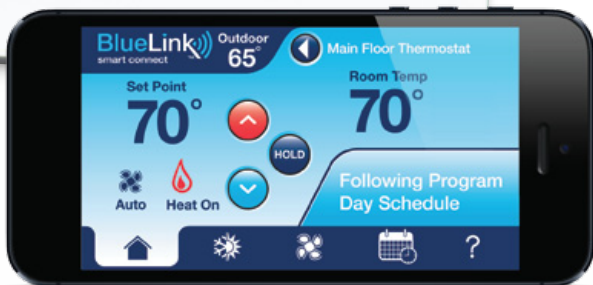 BlueLink
smart connect
Outdoor
65°
Main Floor Thermostat
Set Point
70°
Room Temp
70°
HOLD
Auto
Heat On
Following Program
Day Schedule
?